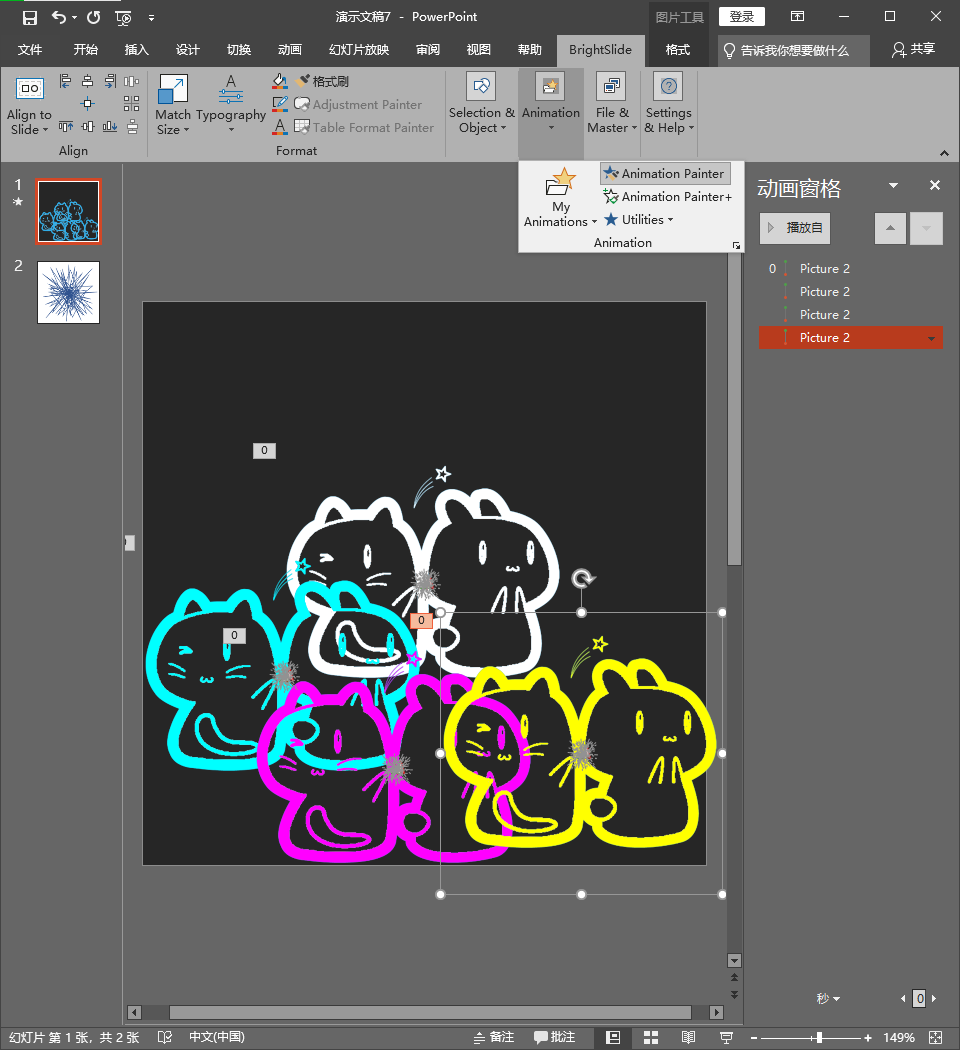 演示文稿7 - PowerPoint
图片工具
登录
文件 开始 插入 设计 切换 动画 幻灯片放映 审阅 视图 帮助 BrightSlide 格式 告诉我你想要做什么 共享
Align to Slide
Align
Match Size
Typography
格式刷
Adjustment Painter
Table Format Painter
Format
Selection & Object
Animation
File & Master
Settings & Help
My Animations
Animation Painter
Animation Painter+
Utilities
Animation
1
2
动画窗格
播放自
0 Picture 2
Picture 2
Picture 2
Picture 2
0
0
0
秒
0
幻灯片 第 1 张，共 2 张 中文(中国) 备注 批注 149%